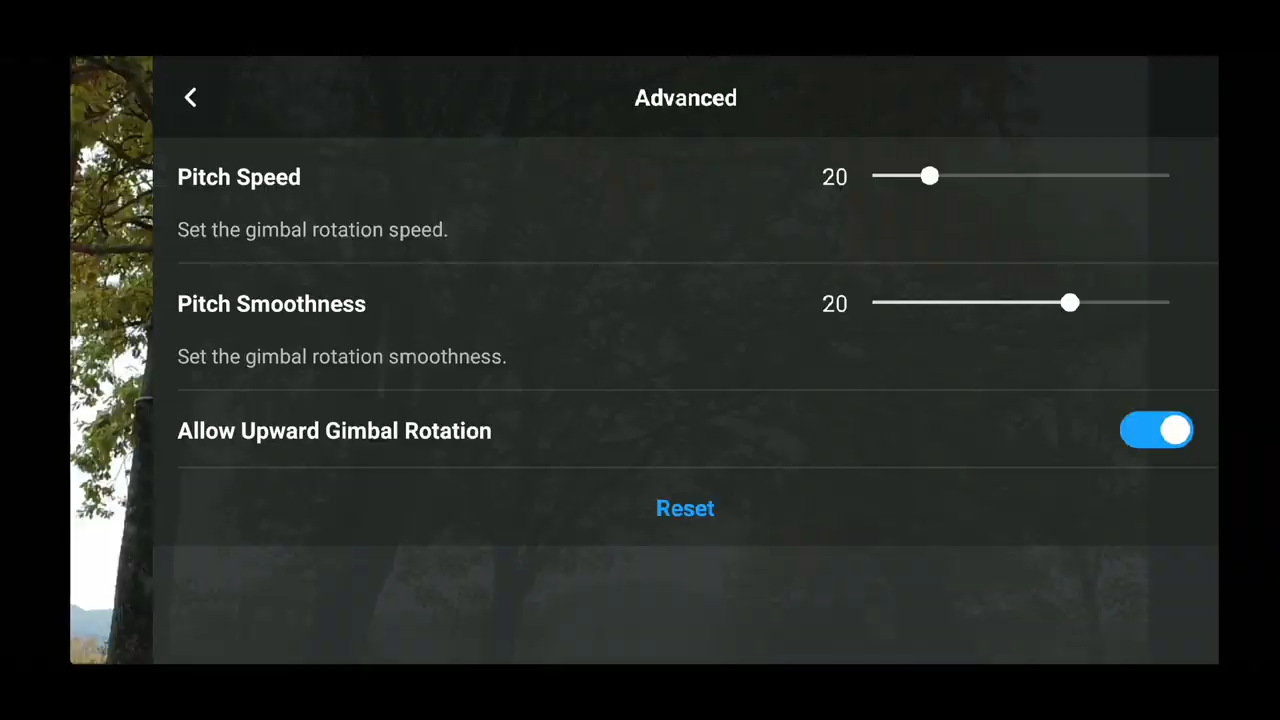 Advanced
Pitch Speed 20
Set the gimbal rotation speed.
Pitch Smoothness 20
Set the gimbal rotation smoothness.
Allow Upward Gimbal Rotation
Reset